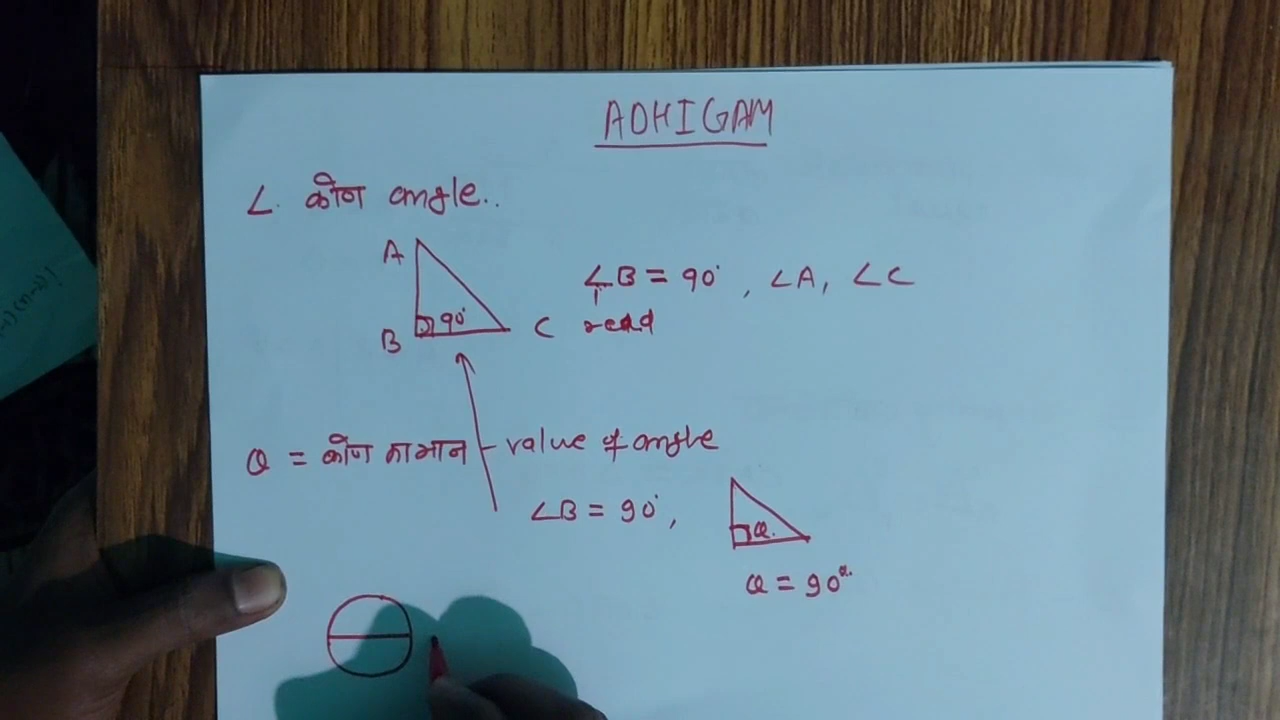 ADHIGAM
∠. कोण angle..
A
∠B = 90°, ∠A, ∠C
90°
B
C
read
Q = कोण का मान - value of angle
∠B = 90°,
Q.
Q = 90°